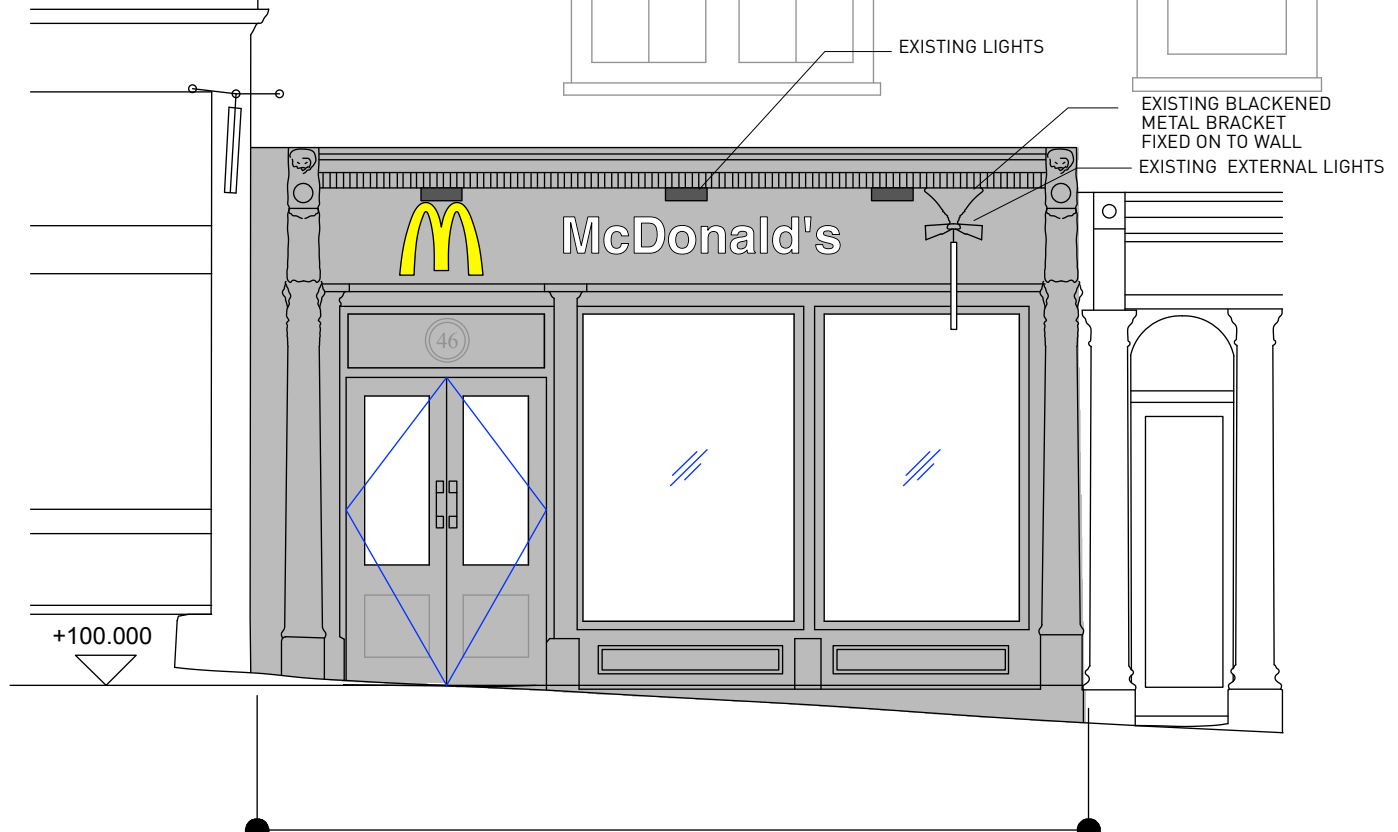 EXISTING LIGHTS
EXISTING BLACKENED
METAL BRACKET
FIXED ON TO WALL
EXISTING EXTERNAL LIGHTS
McDonald's
46
+100.000